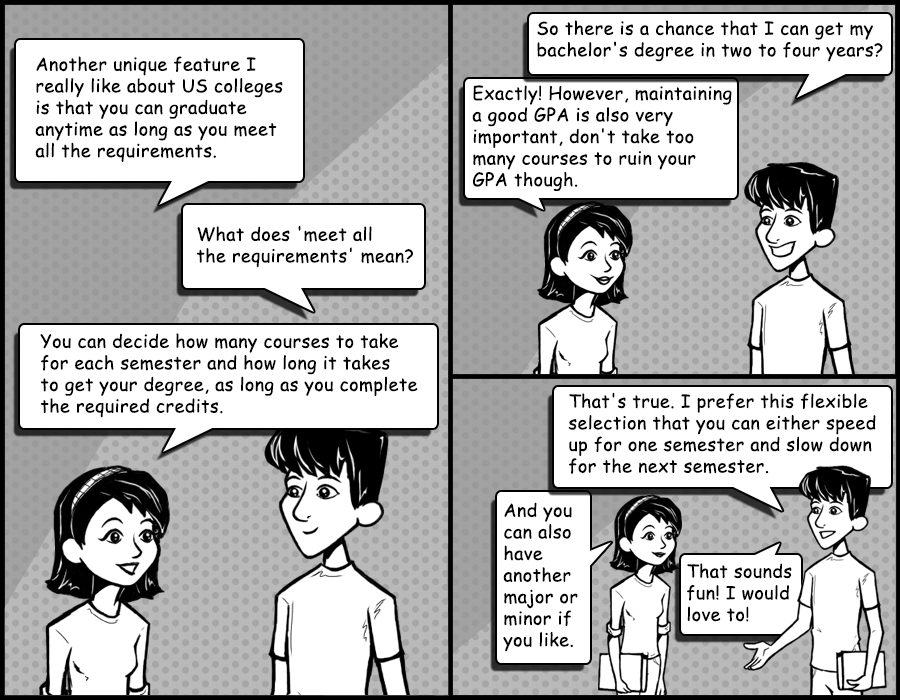 Another unique feature I
really like about US colleges
is that you can graduate
anytime as long as you meet
all the requirements.
What does 'meet all
the requirements' mean?
You can decide how many courses to take
for each semester and how long it takes
to get your degree, as long as you complete
the required credits.
So there is a chance that I can get my
bachelor's degree in two to four years?
Exactly! However, maintaining
a good GPA is also very
important, don't take too
many courses to ruin your
GPA though.
That's true. I prefer this flexible
selection that you can either speed
up for one semester and slow down
for the next semester.
And you
can also
have
another
major or
minor if
you like.
That sounds
fun! I would
love to!